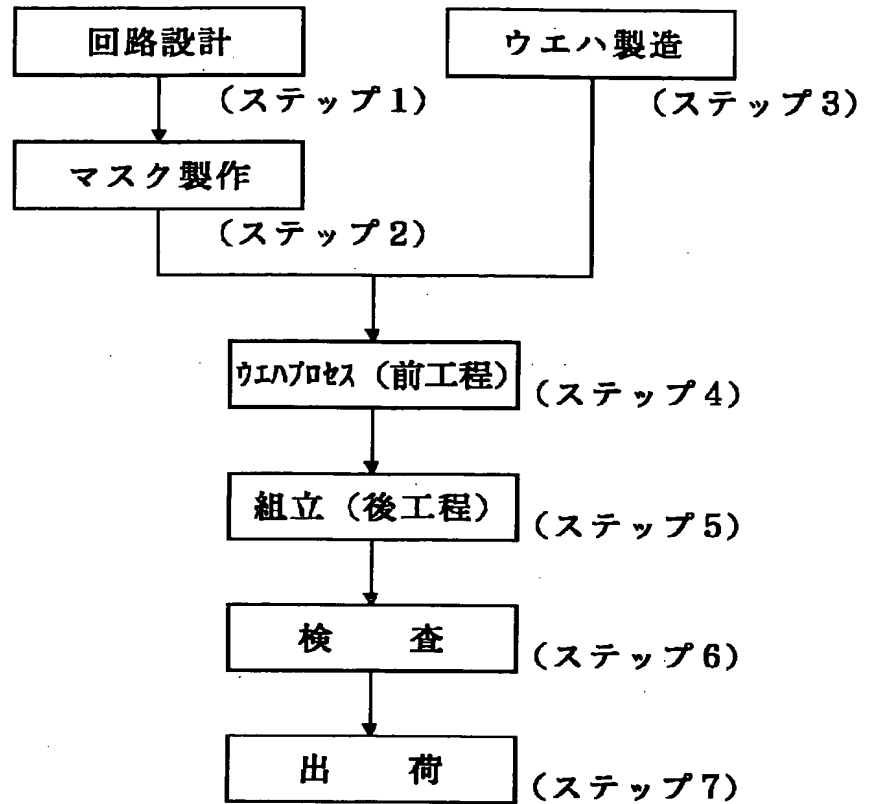 回路設計
(ステップ1)
マスク製作
(ステップ2)
ウエハ製造
(ステップ3)
ウエハプロセス(前工程)
(ステップ4)
組立(後工程)
(ステップ5)
検 査
(ステップ6)
出 荷
(ステップ7)